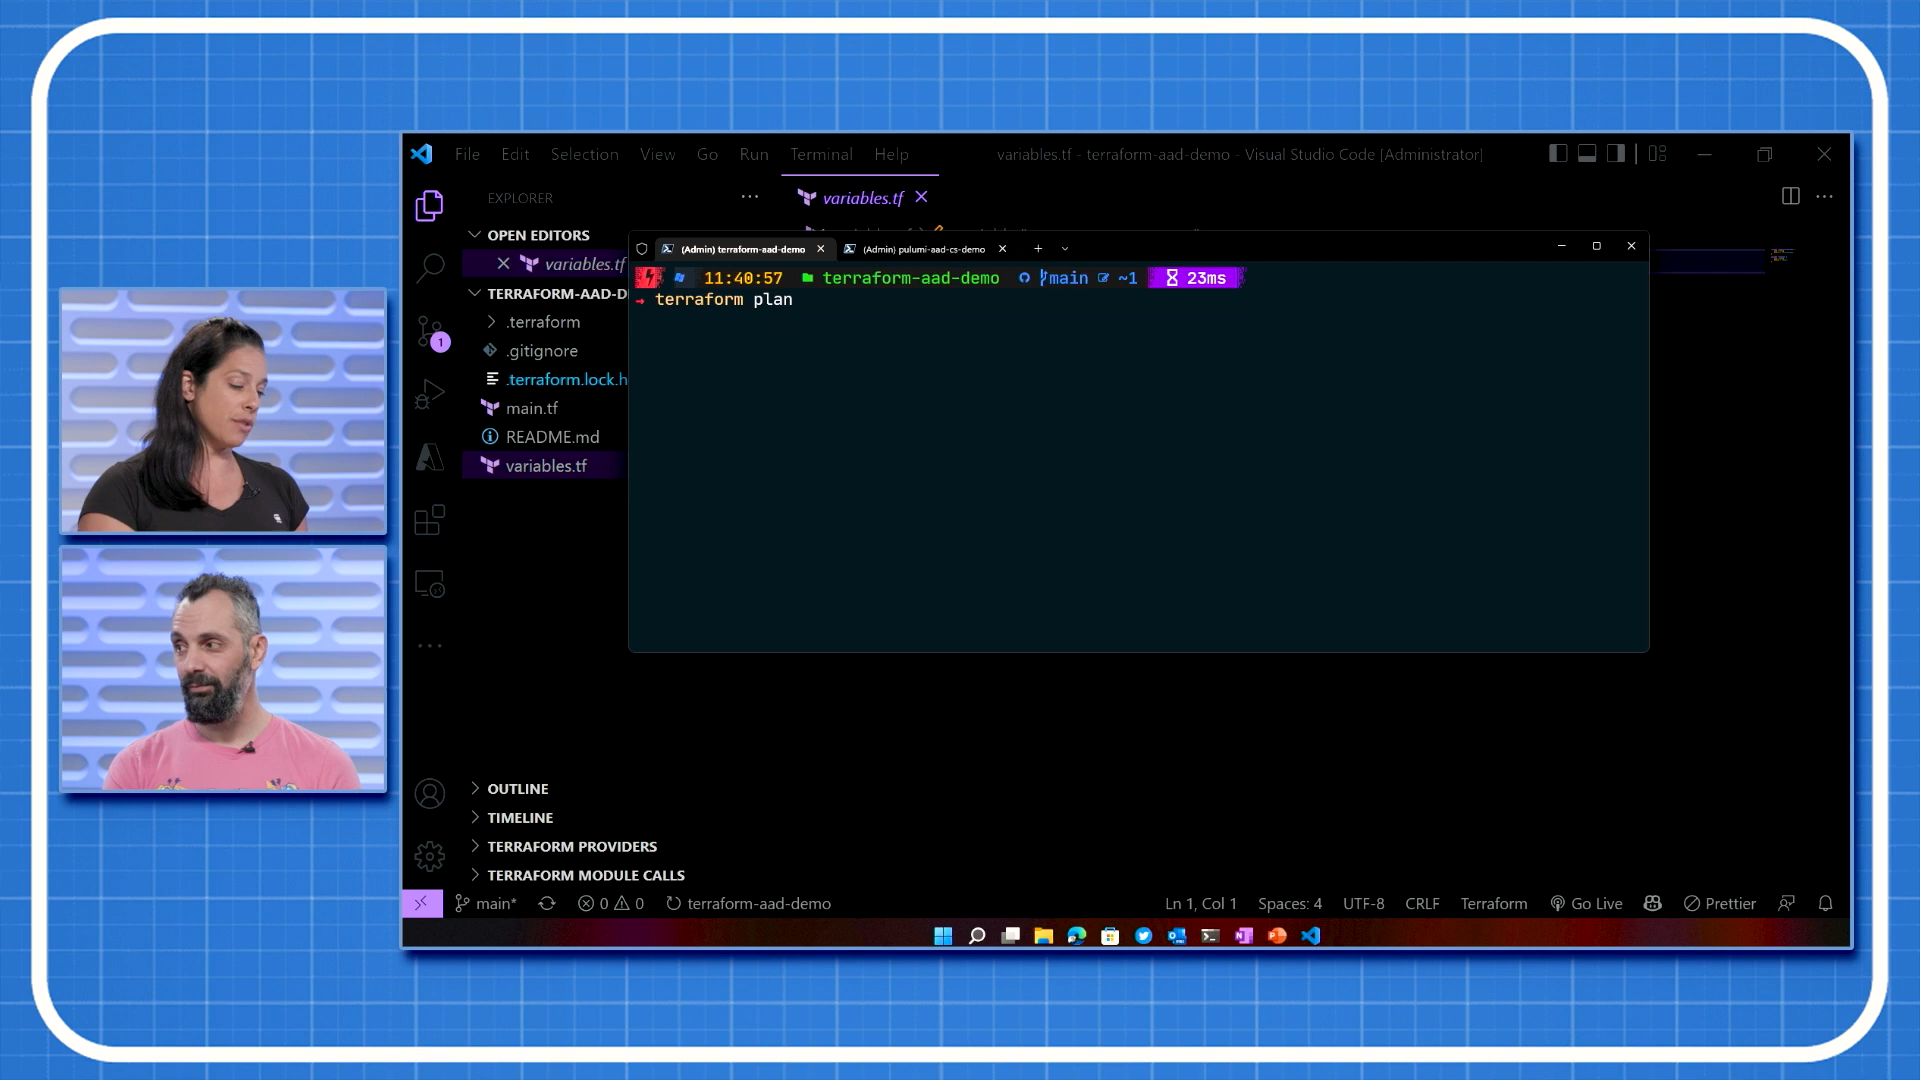 File Edit Selection View Go Run Terminal Help
variables.tf - terraform-aad-demo - Visual Studio Code [Administrator]
EXPLORER
variables.tf
OPEN EDITORS
variables.tf
TERRAFORM-AAD-D
.terraform
.gitignore
.terraform.lock.h
main.tf
README.md
variables.tf
1
(Admin) terraform-aad-demo
(Admin) pulumi-aad-cs-demo
11:40:57 terraform-aad-demo main ~1 23ms
→ terraform plan
OUTLINE
TIMELINE
TERRAFORM PROVIDERS
TERRAFORM MODULE CALLS
main* 0 0 terraform-aad-demo
Ln 1, Col 1 Spaces: 4 UTF-8 CRLF Terraform Go Live Prettier